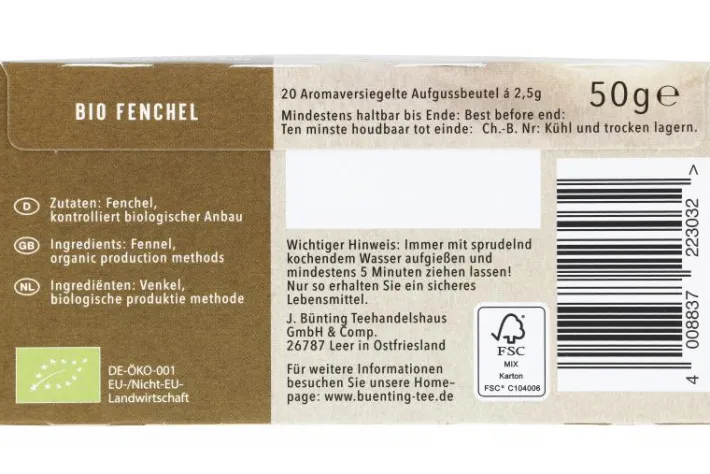 BIO FENCHEL
20 Aromaversiegelte Aufgussbeutel á 2,5g
50g℮
Mindestens haltbar bis Ende: Best before end:
Ten minste houdbaar tot einde: Ch.-B. Nr: Kühl und trocken lagern.
D
Zutaten: Fenchel,
kontrolliert biologischer Anbau
GB
Ingredients: Fennel,
organic production methods
NL
Ingrediënten: Venkel,
biologische produktie methode
DE-ÖKO-001
EU-/Nicht-EU-
Landwirtschaft
Wichtiger Hinweis: Immer mit sprudelnd
kochendem Wasser aufgießen und
mindestens 5 Minuten ziehen lassen!
Nur so erhalten Sie ein sicheres
Lebensmittel.
J. Bünting Teehandelshaus
GmbH & Comp.
26787 Leer in Ostfriesland
Für weitere Informationen
besuchen Sie unsere Home-
page: www.buenting-tee.de
FSC
MIX
Karton
FSC® C104006
4 008837 223032 >